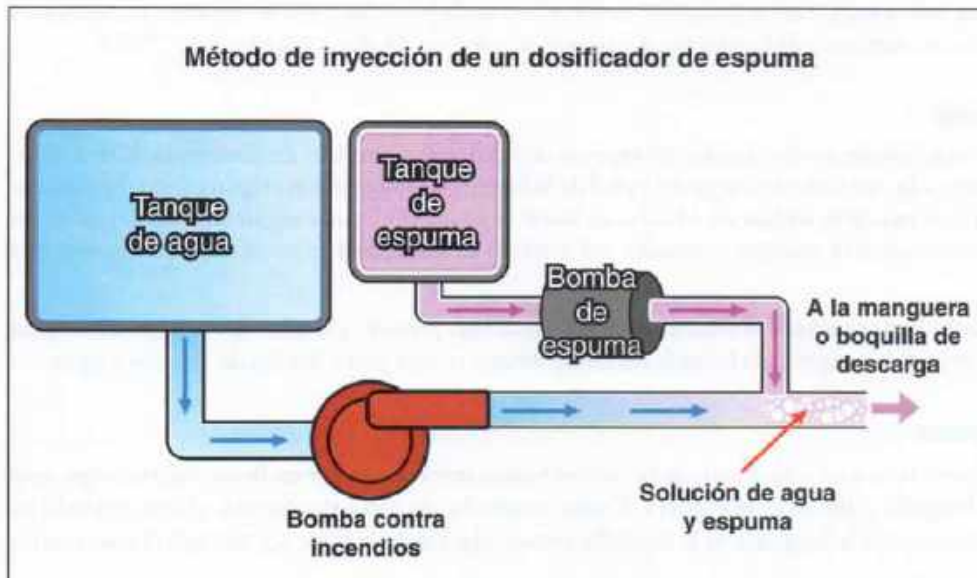 Método de inyección de un dosificador de espuma
Tanque
de agua
Tanque
de
espuma
Bomba
de
espuma
A la manguera
o boquilla de
descarga
Bomba contra
incendios
Solución de agua
y espuma